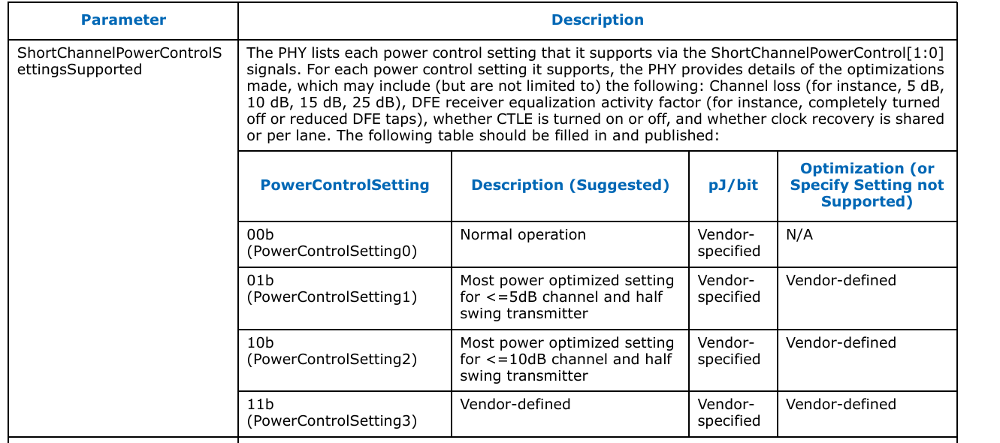 Parameter
Description
ShortChannelPowerControlS
ettingsSupported
The PHY lists each power control setting that it supports via the ShortChannelPowerControl[1:0]
signals. For each power control setting it supports, the PHY provides details of the optimizations
made, which may include (but are not limited to) the following: Channel loss (for instance, 5 dB,
10 dB, 15 dB, 25 dB), DFE receiver equalization activity factor (for instance, completely turned
off or reduced DFE taps), whether CTLE is turned on or off, and whether clock recovery is shared
or per lane. The following table should be filled in and published:
PowerControlSetting
Description (Suggested)
pJ/bit
Optimization (or
Specify Setting not
Supported)
00b
(PowerControlSetting0)
Normal operation
Vendor-
specified
N/A
01b
(PowerControlSetting1)
Most power optimized setting
for <=5dB channel and half
swing transmitter
Vendor-
specified
Vendor-defined
10b
(PowerControlSetting2)
Most power optimized setting
for <=10dB channel and half
swing transmitter
Vendor-
specified
Vendor-defined
11b
(PowerControlSetting3)
Vendor-defined
Vendor-
specified
Vendor-defined